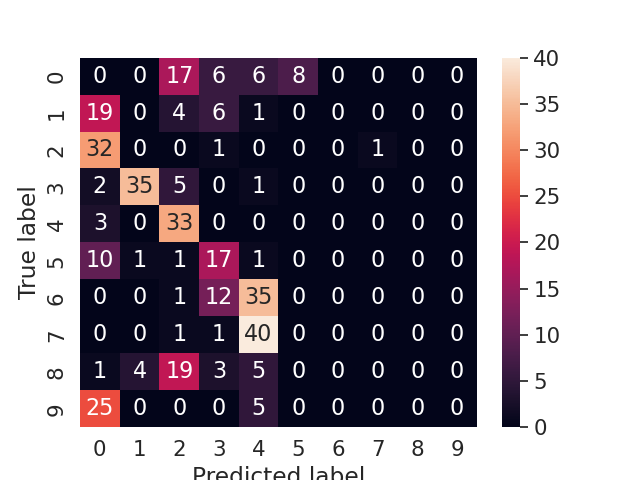 0 0 0 17 6 6 8 0 0 0 0
1 19 0 4 6 1 0 0 0 0 0
2 32 0 0 1 0 0 0 1 0 0
3 2 35 5 0 1 0 0 0 0 0
4 3 0 33 0 0 0 0 0 0 0
5 10 1 1 17 1 0 0 0 0 0
6 0 0 1 12 35 0 0 0 0 0
7 0 0 1 1 40 0 0 0 0 0
8 1 4 19 3 5 0 0 0 0 0
9 25 0 0 0 5 0 0 0 0 0
0 1 2 3 4 5 6 7 8 9
Predicted label
True label
40
35
30
25
20
15
10
5
0